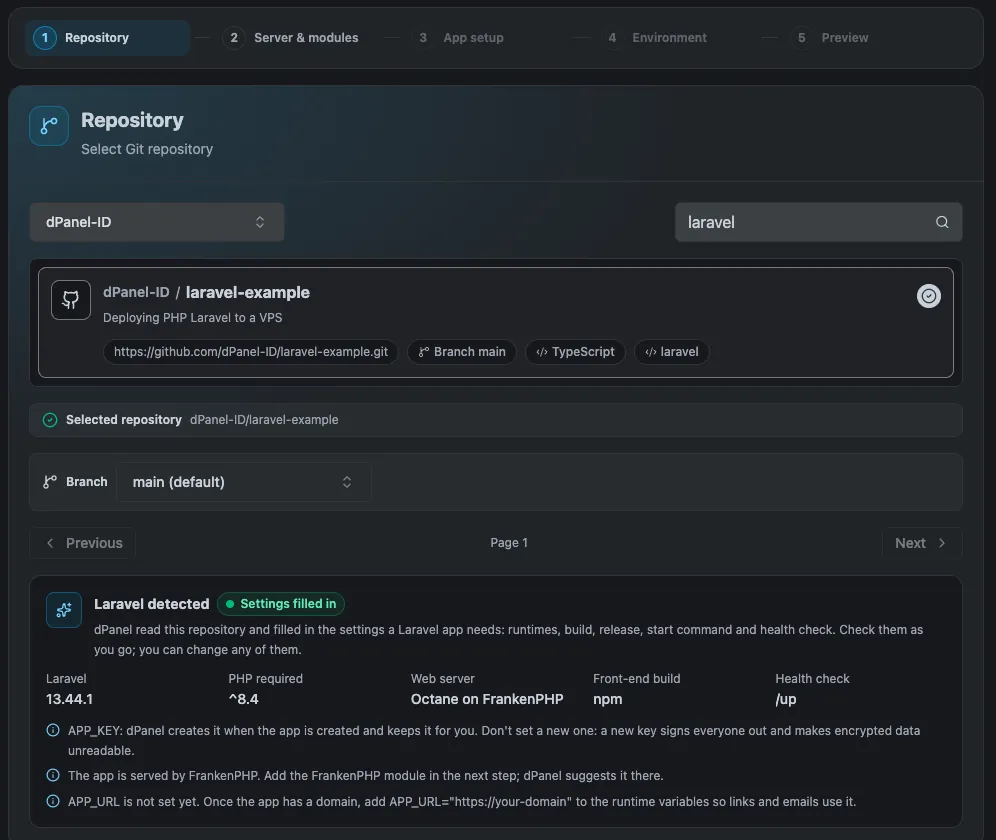 1 Repository
2 Server & modules
3 App setup
4 Environment
5 Preview
Repository
Select Git repository
dPanel-ID
laravel
dPanel-ID / laravel-example
Deploying PHP Laravel to a VPS
https://github.com/dPanel-ID/laravel-example.git
Branch main
TypeScript
laravel
Selected repository dPanel-ID/laravel-example
Branch main (default)
Previous
Page 1
Next
Laravel detected
Settings filled in
dPanel read this repository and filled in the settings a Laravel app needs: runtimes, build, release, start command and health check. Check them as
you go; you can change any of them.
Laravel
13.44.1
PHP required
^8.4
Web server
Octane on FrankenPHP
Front-end build
npm
Health check
/up
APP_KEY: dPanel creates it when the app is created and keeps it for you. Don't set a new one: a new key signs everyone out and makes encrypted data
unreadable.
The app is served by FrankenPHP. Add the FrankenPHP module in the next step; dPanel suggests it there.
APP_URL is not set yet. Once the app has a domain, add APP_URL="https://your-domain" to the runtime variables so links and emails use it.